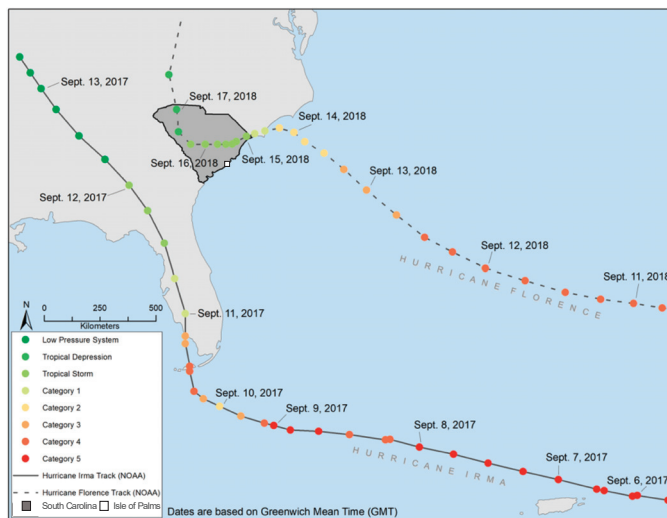 Sept. 13, 2017
Sept. 17, 2018
Sept. 14, 2018
Sept. 16, 2018
Sept. 15, 2018
Sept. 13, 2018
Sept. 12, 2017
Sept. 12, 2018
HURRICANE FLORENCE
Sept. 11, 2018
N
0
250
500
Kilometers
Sept. 11, 2017
Low Pressure System
Tropical Depression
Tropical Storm
Category 1
Category 2
Category 3
Category 4
Category 5
Hurricane Irma Track (NOAA)
Hurricane Florence Track (NOAA)
South Carolina
Isle of Palms
Sept. 10, 2017
Sept. 9, 2017
Sept. 8, 2017
HURRICANE IRMA
Sept. 7, 2017
Sept. 6, 2017
Dates are based on Greenwich Mean Time (GMT)